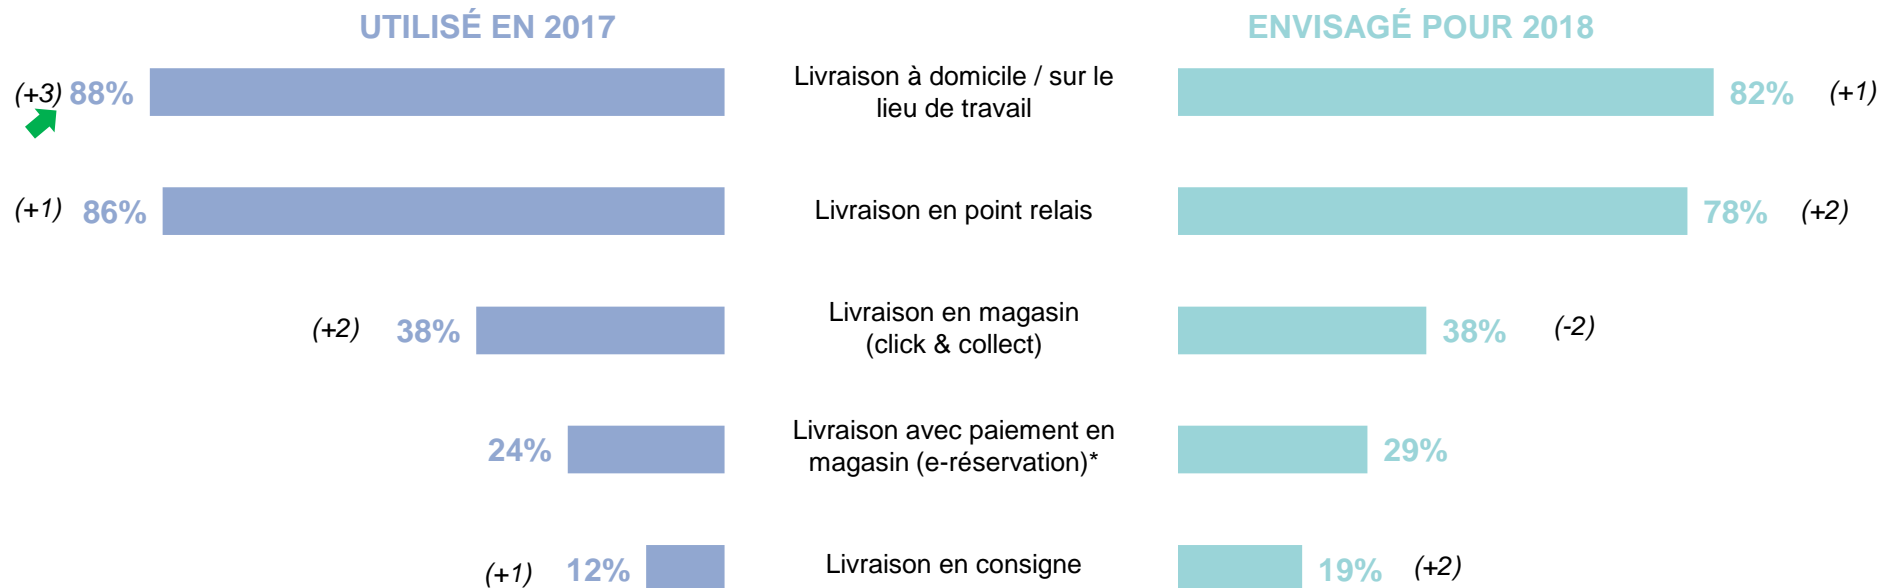 UTILISÉ EN 2017
ENVISAGÉ POUR 2018
(+3) 88%
Livraison à domicile / sur le
lieu de travail
82% (+1)
(+1) 86%
Livraison en point relais
78% (+2)
(+2) 38%
Livraison en magasin
(click & collect)
38% (-2)
24%
Livraison avec paiement en
magasin (e-réservation)*
29%
(+1) 12%
Livraison en consigne
19% (+2)